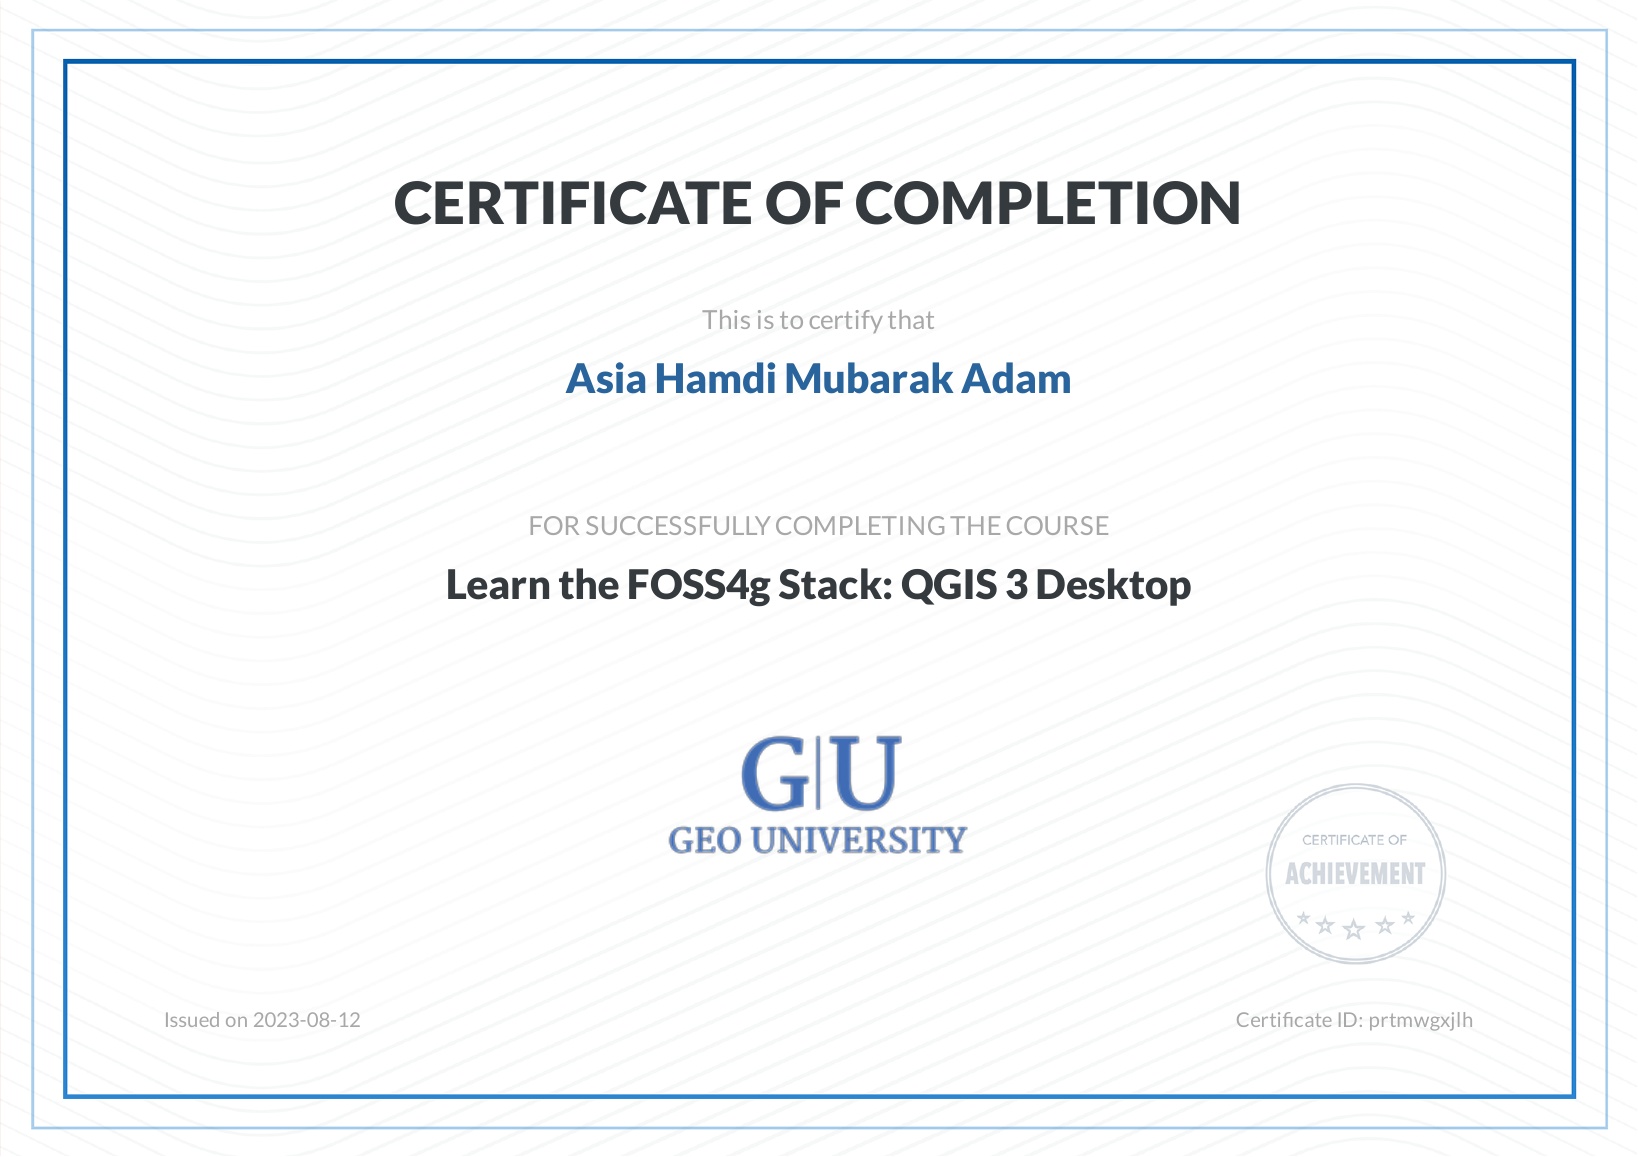 CERTIFICATE OF COMPLETION
This is to certify that
Asia Hamdi Mubarak Adam
FOR SUCCESSFULLY COMPLETING THE COURSE
Learn the FOSS4g Stack: QGIS 3 Desktop
G|U
GEO UNIVERSITY
CERTIFICATE OF
ACHIEVEMENT
Issued on 2023-08-12
Certificate ID: prtmwgxjlh